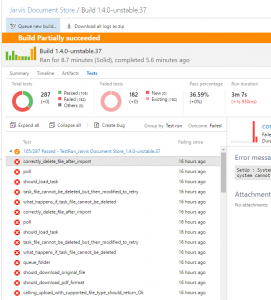 Jarvis Document Store / Build 1.4.0-unstable.37
Queue new build... Download all logs as zip
Build Partially succeeded
Build 1.4.0-unstable.37
Ran for 8.7 minutes (Solid), completed 5.6 minutes ago
Summary Timeline Artifacts Tests
Total tests Failed tests Pass percentage Run duration
287 (+0)
Passed (105)
Failed (182)
Others (0)
182 (+0)
New (0)
Existing (182)
36.59% (+0%)
3m 7s
Expand all Collapse all Create bug Group by Test run Outcome Failed
Test Failing since
105/287 Passed - TestRun_Jarvis Document Store_1.4.0-unstable.37
correctly_delete_file_after_import 16 hours ago
poll 16 hours ago
should_load_task 16 hours ago
task_file_cannot_be_deleted_but_then_modified_to_retry 16 hours ago
what_happens_if_task_file_cannot_be_deleted 16 hours ago
correctly_delete_file_after_import 16 hours ago
poll 16 hours ago
should_load_task 16 hours ago
task_file_cannot_be_deleted_but_then_modified_to_retry 16 hours ago
what_happens_if_task_file_cannot_be_deleted 16 hours ago
queue_folder 16 hours ago
should_download_original_file 16 hours ago
should_download_pdf_format 16 hours ago
calling_upload_with_supported_file_type_should_return_Ok 16 hours ago
Error messa
Setup : System
system cannot
Attachment
No attachments